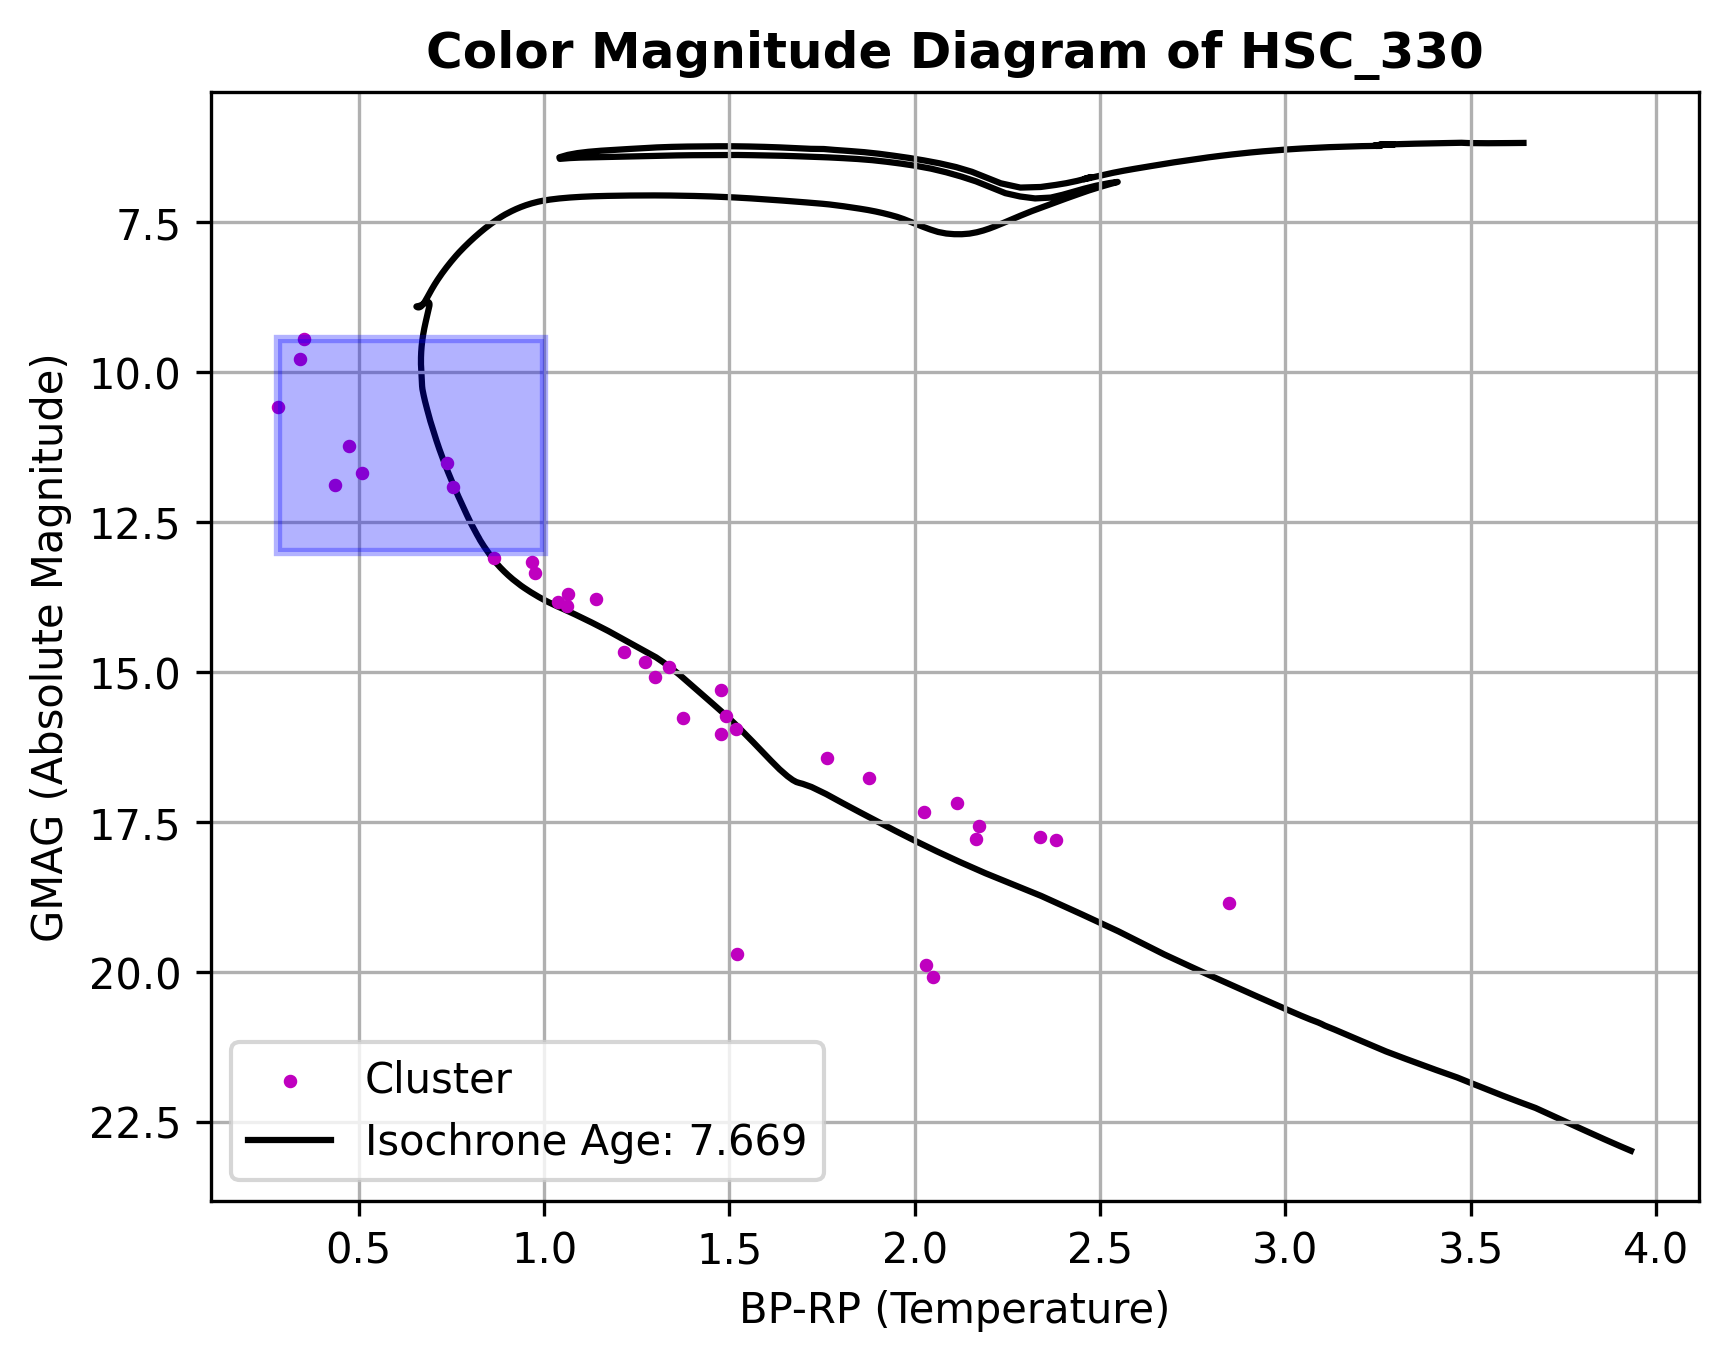 Color Magnitude Diagram of HSC_330
GMAG (Absolute Magnitude)
7.5
10.0
12.5
15.0
17.5
20.0
22.5
Cluster
Isochrone Age: 7.669
0.5 1.0 1.5 2.0 2.5 3.0 3.5 4.0
BP-RP (Temperature)